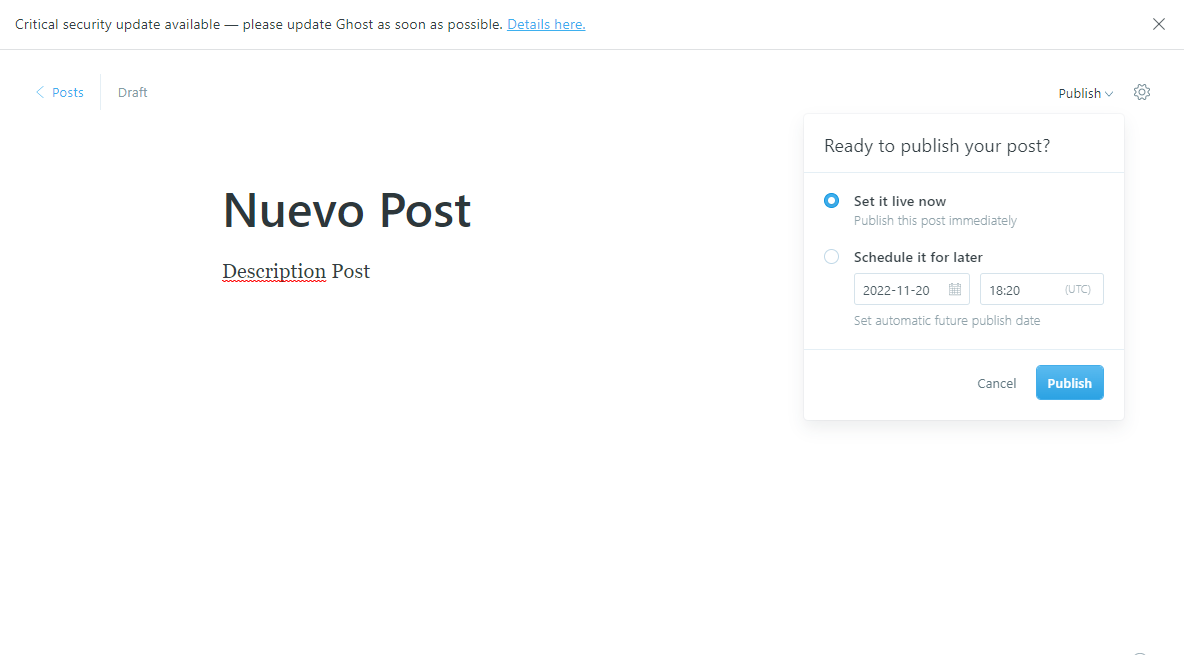 Critical security update available — please update Ghost as soon as possible. Details here.
Posts
Draft
Publish
Ready to publish your post?
Nuevo Post
Set it live now
Publish this post immediately
Description Post
Schedule it for later
2022-11-20
18:20
(UTC)
Set automatic future publish date
Cancel
Publish